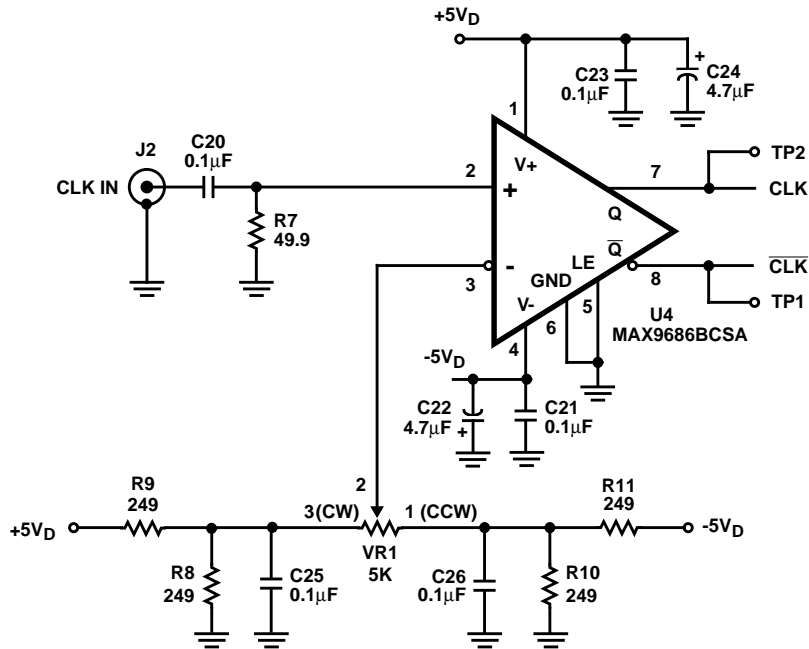 +5VD
C23
0.1µF
+
C24
4.7µF
1
J2
C20
0.1µF
CLK IN
2
V+
+
7
TP2
CLK
Q
R7
49.9
3
-
Q
8
CLK
LE
GND
V-
TP1
5
6
U4
MAX9686BCSA
4
-5VD
C22
4.7µF
+
C21
0.1µF
2
R9
249
3(CW)
1 (CCW)
R11
249
+5VD
-5VD
VR1
5K
R8
249
C25
0.1µF
C26
0.1µF
R10
249